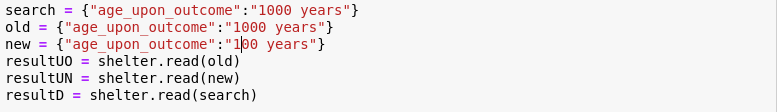 search = {"age_upon_outcome":"1000 years"}
old = {"age_upon_outcome":"1000 years"}
new = {"age_upon_outcome":"100 years"}
resultUO = shelter.read(old)
resultUN = shelter.read(new)
resultD = shelter.read(search)